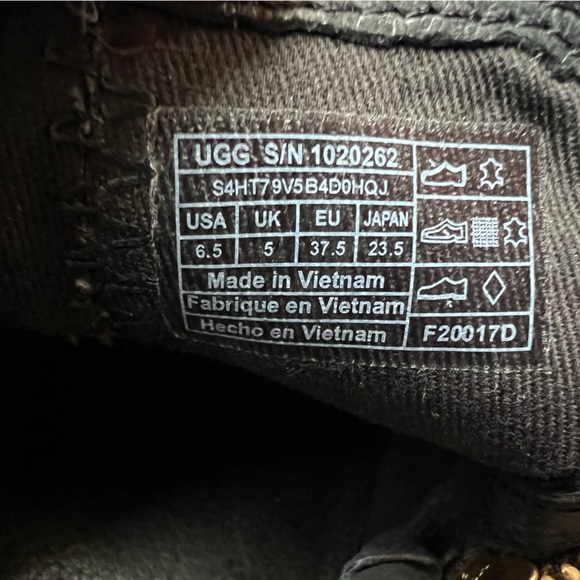 UGG S/N 1020262
S4HT79V5B4D0HQJ
USA UK EU JAPAN
6.5 5 37.5 23.5
Made in Vietnam
Fabrique en Vietnam
Hecho en Vietnam
F20017D